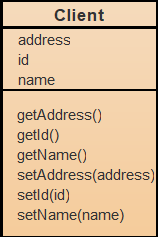 Client
address
id
name
getAddress()
getId()
getName()
setAddress(address)
setId(id)
setName(name)